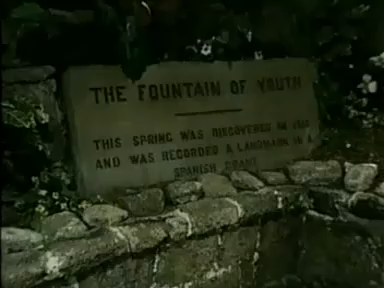 THE FOUNTAIN OF YOUTH
THIS SPRING WAS DISCOVERED IN
AND WAS RECORDED A LANDMARK IN A
SPANISH GRANT